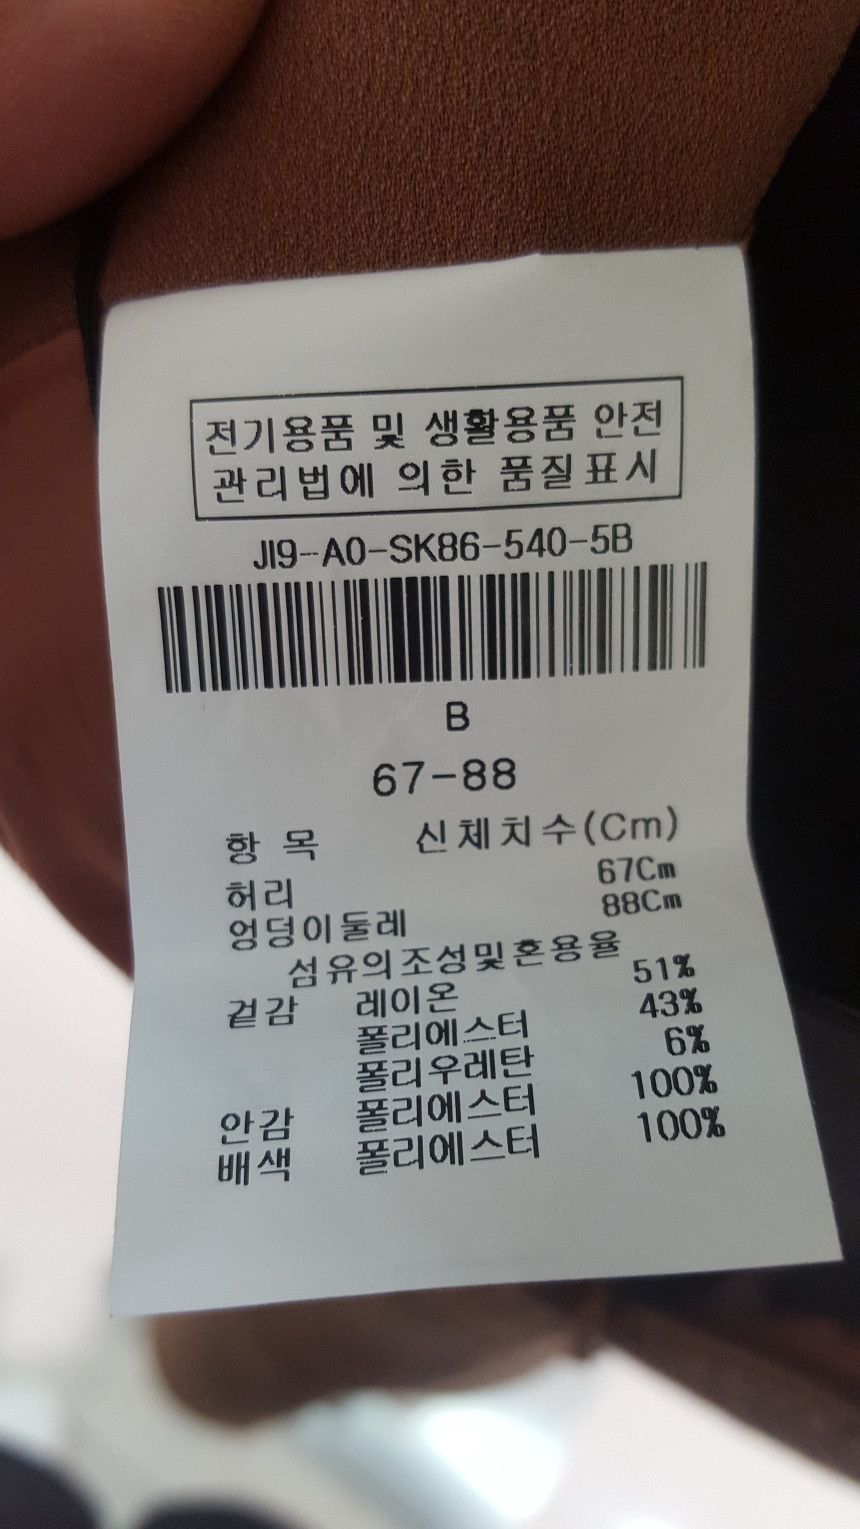 전기용품 및 생활용품 안전
관리법에 의한 품질표시
JI9-A0-SK86-540-5B
B
67-88
항 목 신체치수(Cm)
허리 67Cm
엉덩이둘레 88Cm
섬유의조성및혼용율
겉감 레이온 51%
폴리에스터 43%
폴리우레탄 6%
안감 폴리에스터 100%
배색 폴리에스터 100%